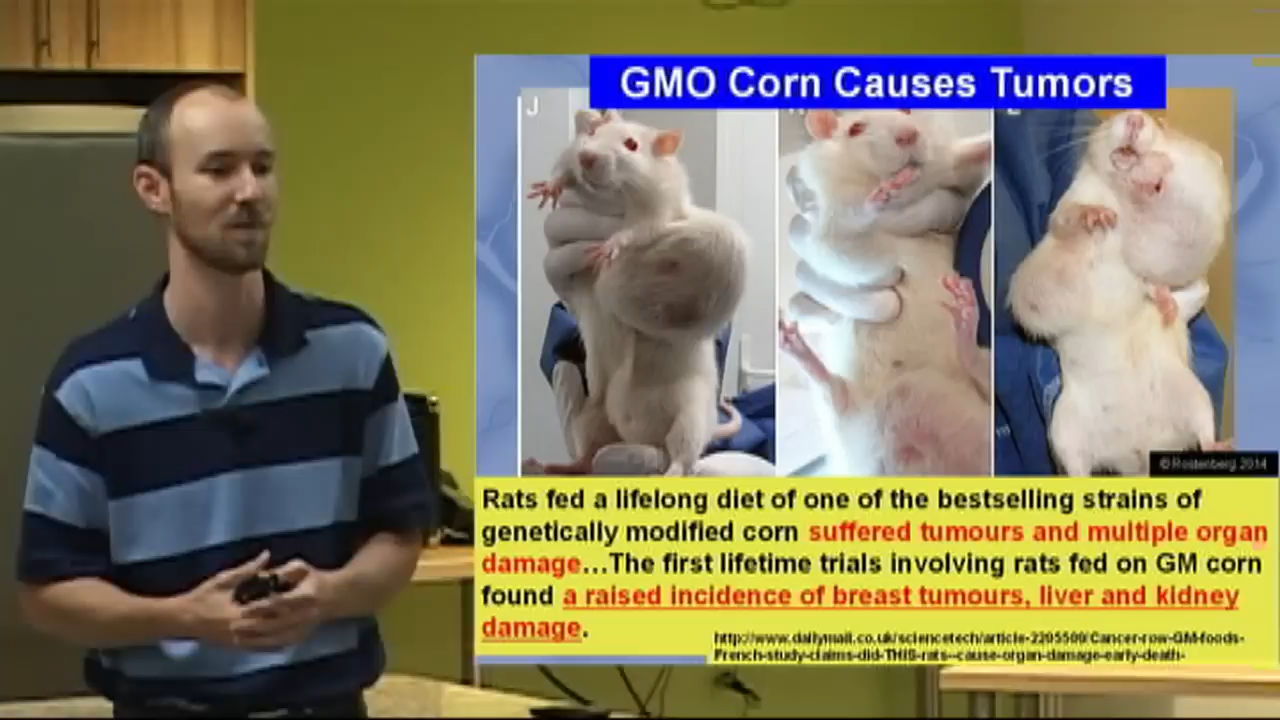 GMO Corn Causes Tumors
J
© Rostenberg 2014
Rats fed a lifelong diet of one of the bestselling strains of
genetically modified corn suffered tumours and multiple organ
damage...The first lifetime trials involving rats fed on GM corn
found a raised incidence of breast tumours, liver and kidney
damage.
http://www.dailymail.co.uk/sciencetech/article-2205509/Cancer-row-GM-foods-
French-study-claims-did-THIS-rats--cause-organ-damage-early-death-